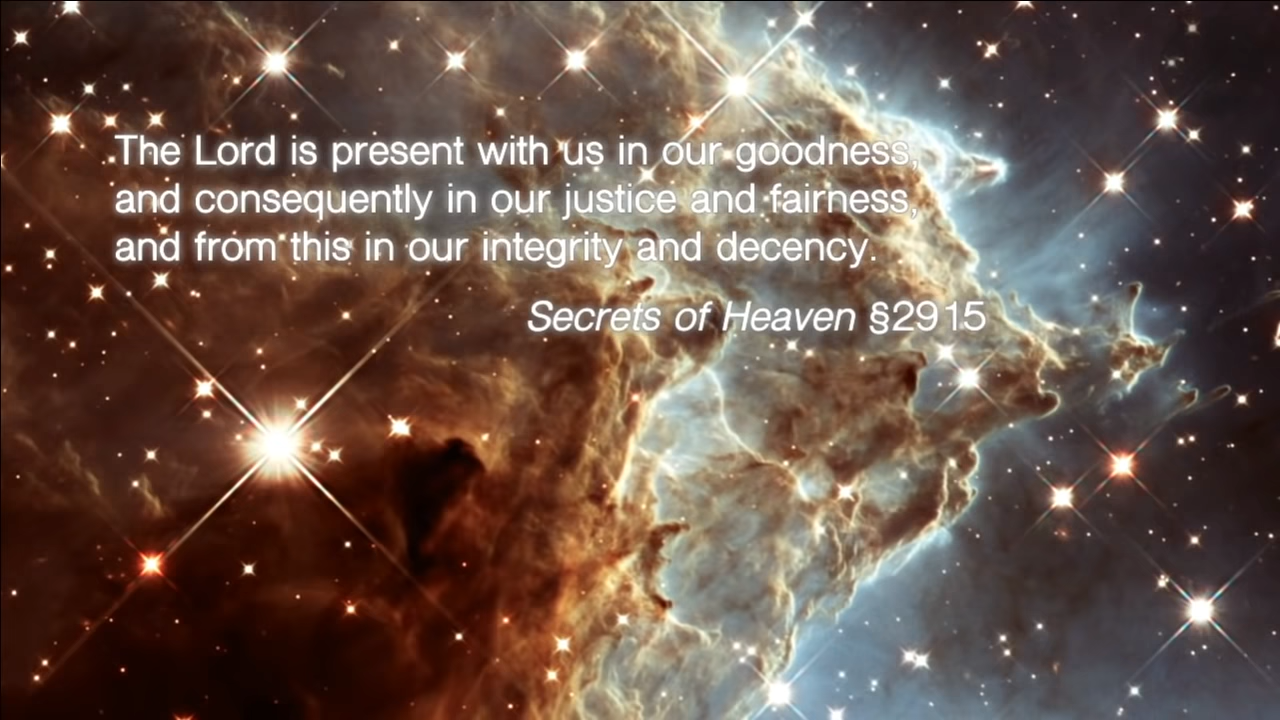 The Lord is present with us in our goodness,
and consequently in our justice and fairness,
and from this in our integrity and decency.
Secrets of Heaven §2915